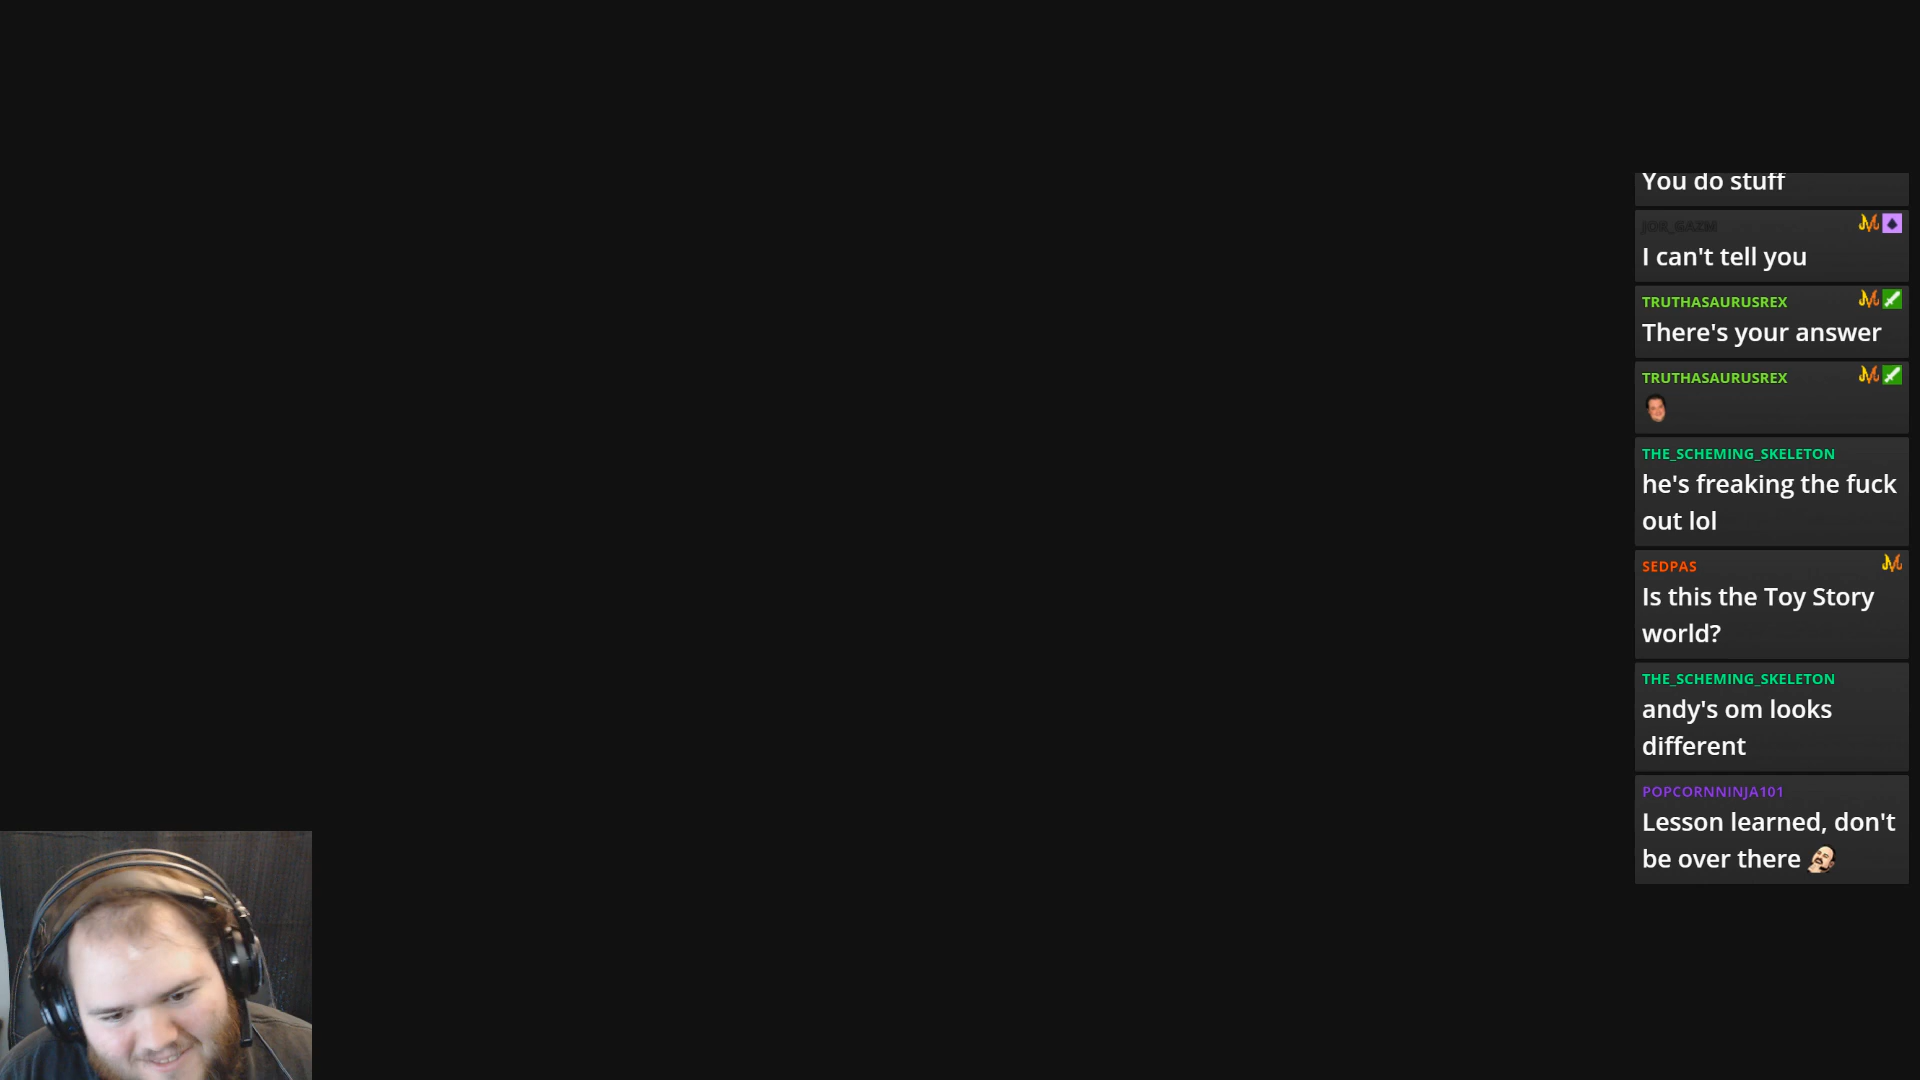 You do stuff
JOR_GAZM
I can't tell you
TRUTHASAURUSREX
There's your answer
TRUTHASAURUSREX
THE_SCHEMING_SKELETON
he's freaking the fuck
out lol
SEDPAS
Is this the Toy Story
world?
THE_SCHEMING_SKELETON
andy's om looks
different
POPCORNNINJA101
Lesson learned, don't
be over there